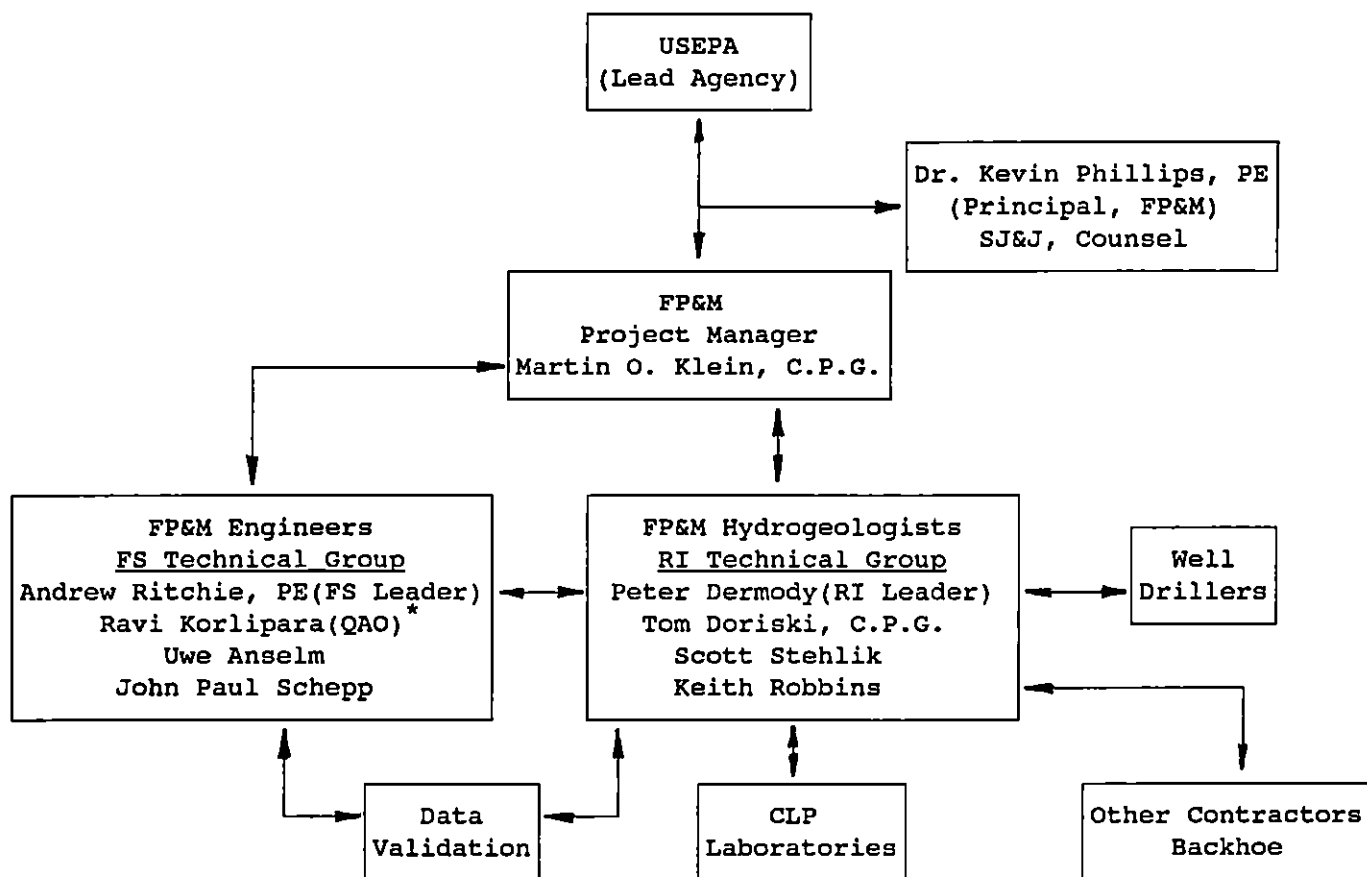 USEPA
(Lead Agency)
Dr. Kevin Phillips, PE
(Principal, FP&M)
SJ&J, Counsel
FP&M
Project Manager
Martin O. Klein, C.P.G.
FP&M Engineers
FS Technical Group
Andrew Ritchie, PE(FS Leader)
Ravi Korlipara(QAO)*
Uwe Anselm
John Paul Schepp
FP&M Hydrogeologists
RI Technical Group
Peter Dermody(RI Leader)
Tom Doriski, C.P.G.
Scott Stehlik
Keith Robbins
Well
Drillers
Data
Validation
CLP
Laboratories
Other Contractors
Backhoe